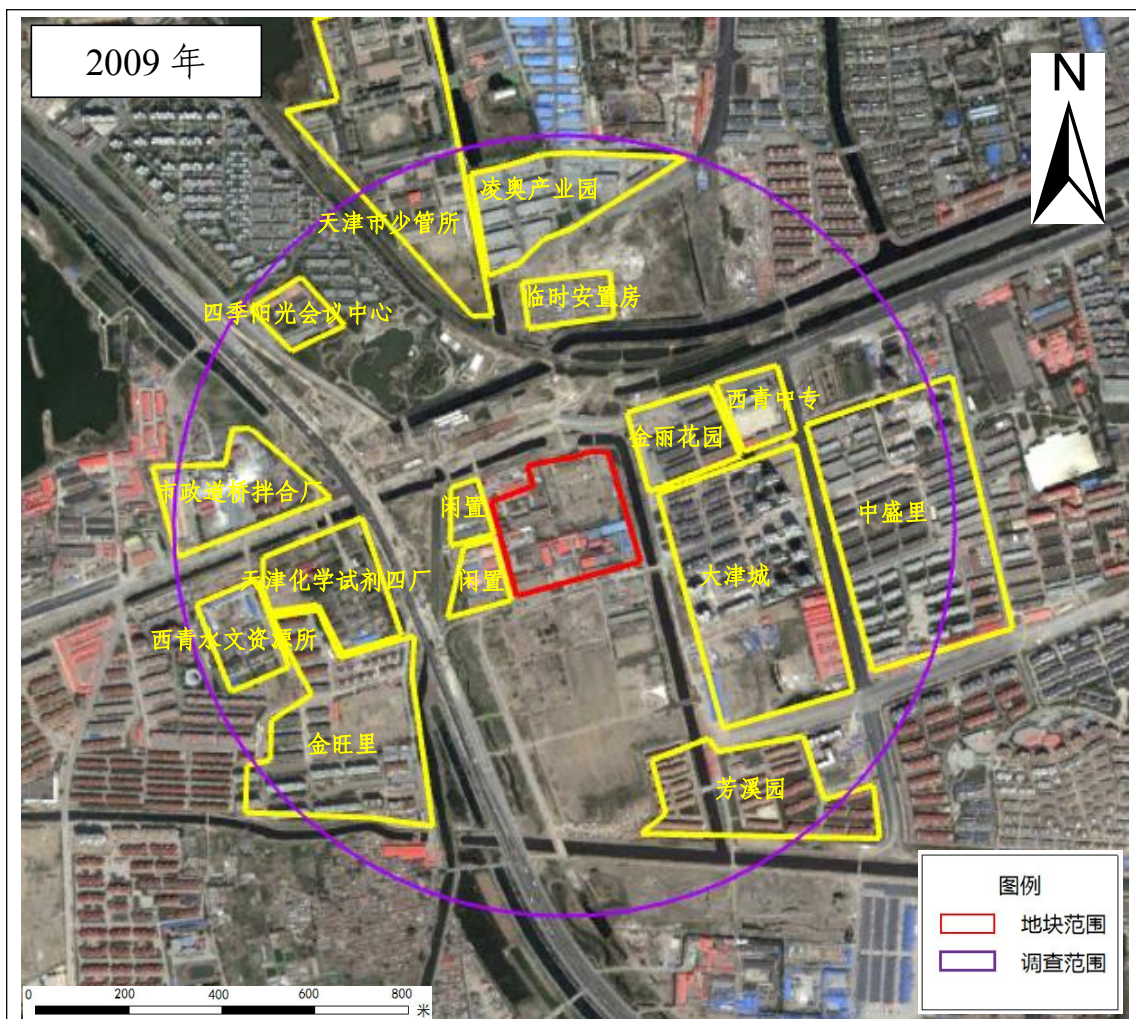 2009 年
N
凌奥产业园
天津市少管所
临时安置房
四季阳光会议中心
西青中专
金丽花园
市政道桥拌合厂
闲置
中盛里
天津化学试剂四厂
闲置
大津城
西青水文资源所
金旺里
芳溪园
图例
地块范围
调查范围
0 200 400 600 800
米